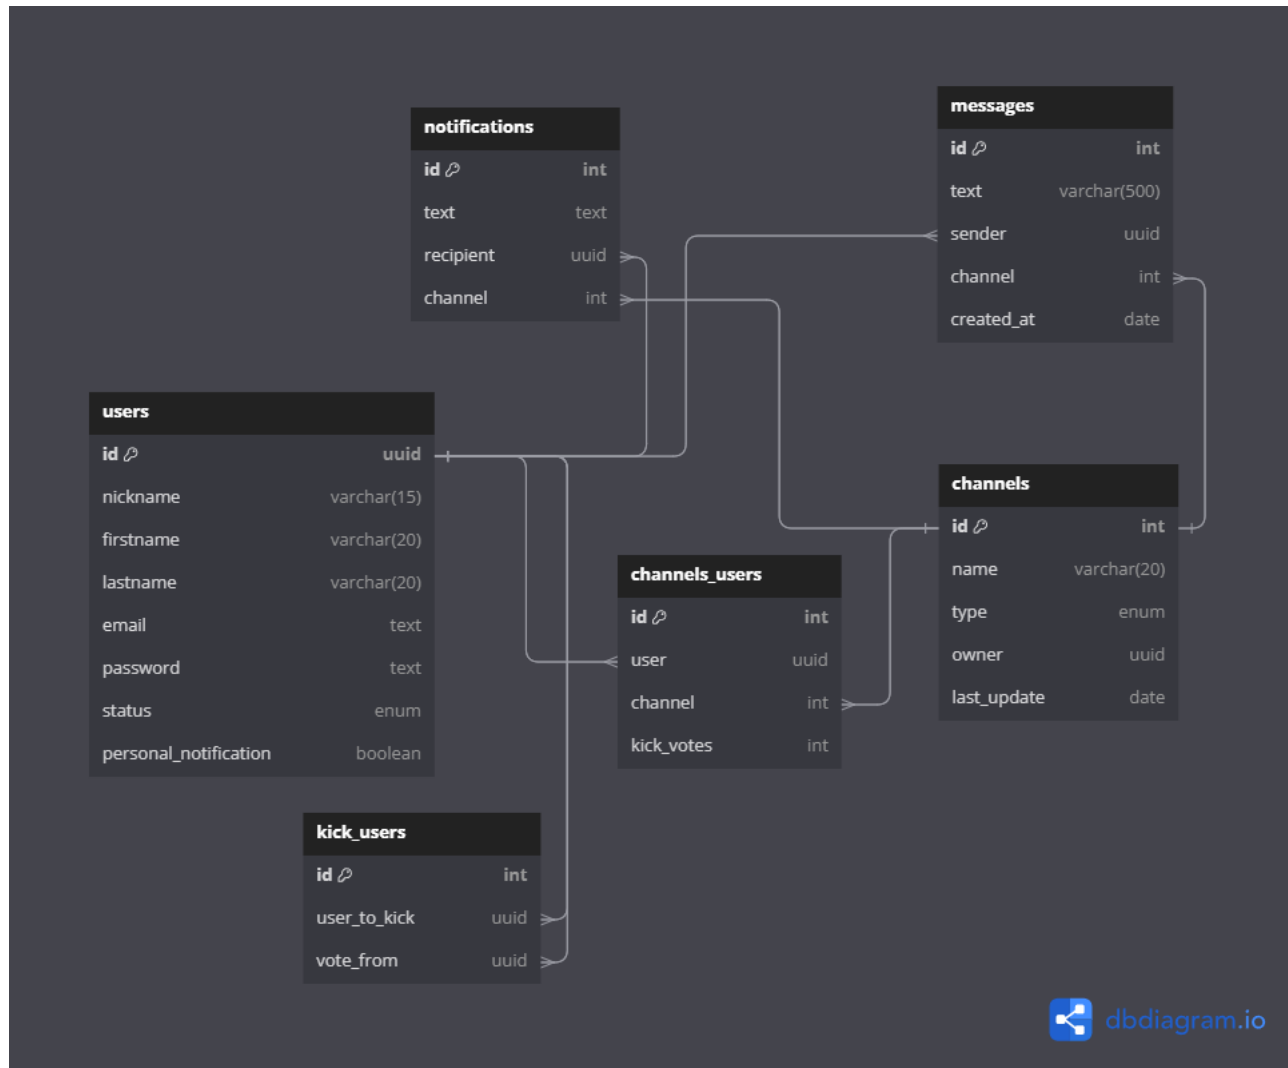 notifications
id int
text text
recipient uuid
channel int
messages
id int
text varchar(500)
sender uuid
channel int
created_at date
users
id uuid
nickname varchar(15)
firstname varchar(20)
lastname varchar(20)
email text
password text
status enum
personal_notification boolean
channels_users
id int
user uuid
channel int
kick_votes int
channels
id int
name varchar(20)
type enum
owner uuid
last_update date
kick_users
id int
user_to_kick uuid
vote_from uuid
dbdiagram.io